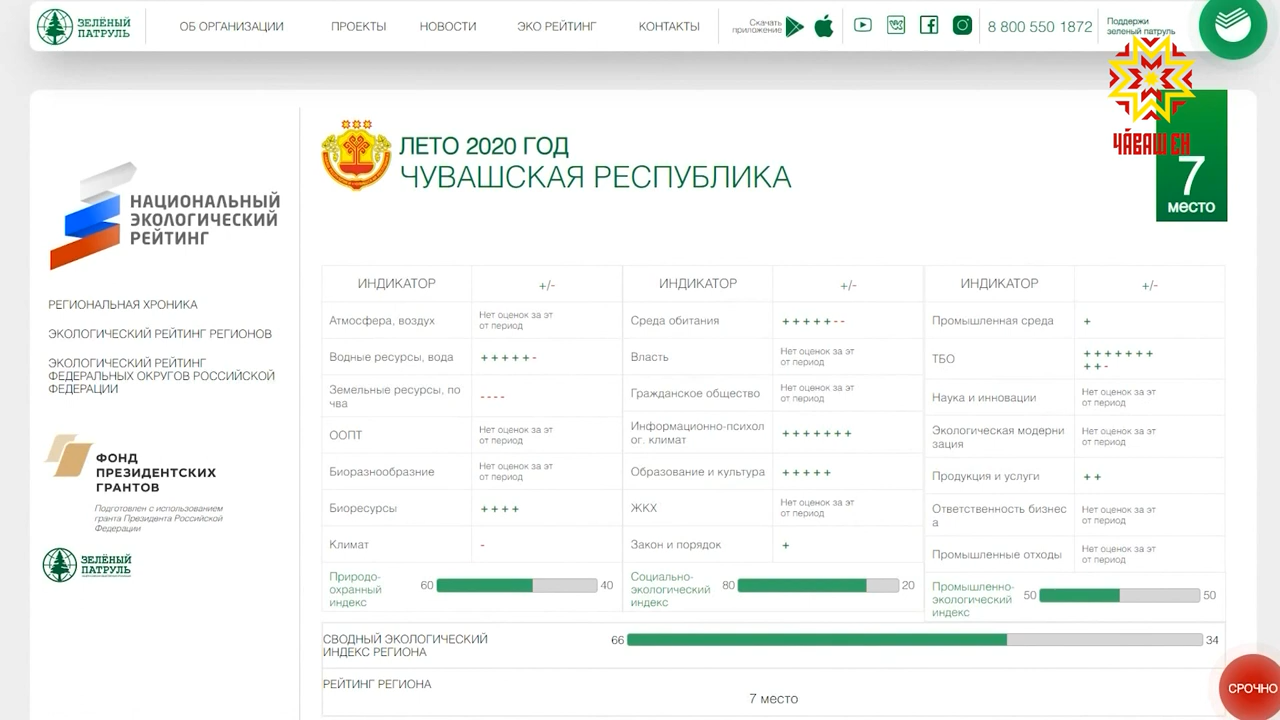 ЗЕЛЁНЫЙ
ПАТРУЛЬ
ОБ ОРГАНИЗАЦИИ
ПРОЕКТЫ
НОВОСТИ
ЭКО РЕЙТИНГ
КОНТАКТЫ
Скачать
приложение
8 800 550 1872
Поддержи
зеленый патруль
ЧӐВАШ ЕН
7
место
ЛЕТО 2020 ГОД
ЧУВАШСКАЯ РЕСПУБЛИКА
НАЦИОНАЛЬНЫЙ
ЭКОЛОГИЧЕСКИЙ
РЕЙТИНГ
РЕГИОНАЛЬНАЯ ХРОНИКА
ЭКОЛОГИЧЕСКИЙ РЕЙТИНГ РЕГИОНОВ
ЭКОЛОГИЧЕСКИЙ РЕЙТИНГ
ФЕДЕРАЛЬНЫХ ОКРУГОВ РОССИЙСКОЙ
ФЕДЕРАЦИИ
ФОНД
ПРЕЗИДЕНТСКИХ
ГРАНТОВ
Подготовлен с использованием
гранта Президента Российской
Федерации
ЗЕЛЁНЫЙ
ПАТРУЛЬ
ИНДИКАТОР +/-
Атмосфера, воздух
Нет оценок за эт
от период
Водные ресурсы, вода +++++-
Земельные ресурсы, по
чва
----
ООПТ
Нет оценок за эт
от период
Биоразнообразние
Нет оценок за эт
от период
Биоресурсы ++++
Климат -
Природо-
охранный
индекс
60 40
ИНДИКАТОР +/-
Среда обитания +++++--
Власть
Нет оценок за эт
от период
Гражданское общество
Нет оценок за эт
от период
Информационно-психол
ог. климат
+++++++
Образование и культура +++++
ЖКХ
Нет оценок за эт
от период
Закон и порядок +
Социально-
экологический
индекс
80 20
ИНДИКАТОР +/-
Промышленная среда +
ТБО
+++++++
++-
Наука и инновации
Нет оценок за эт
от период
Экологическая модерни
зация
Нет оценок за эт
от период
Продукция и услуги ++
Ответственность бизнес
а
Нет оценок за эт
от период
Промышленные отходы
Нет оценок за эт
от период
Промышленно-
экологический
индекс
50 50
СВОДНЫЙ ЭКОЛОГИЧЕСКИЙ
ИНДЕКС РЕГИОНА
66 34
РЕЙТИНГ РЕГИОНА
7 место
СРОЧНО